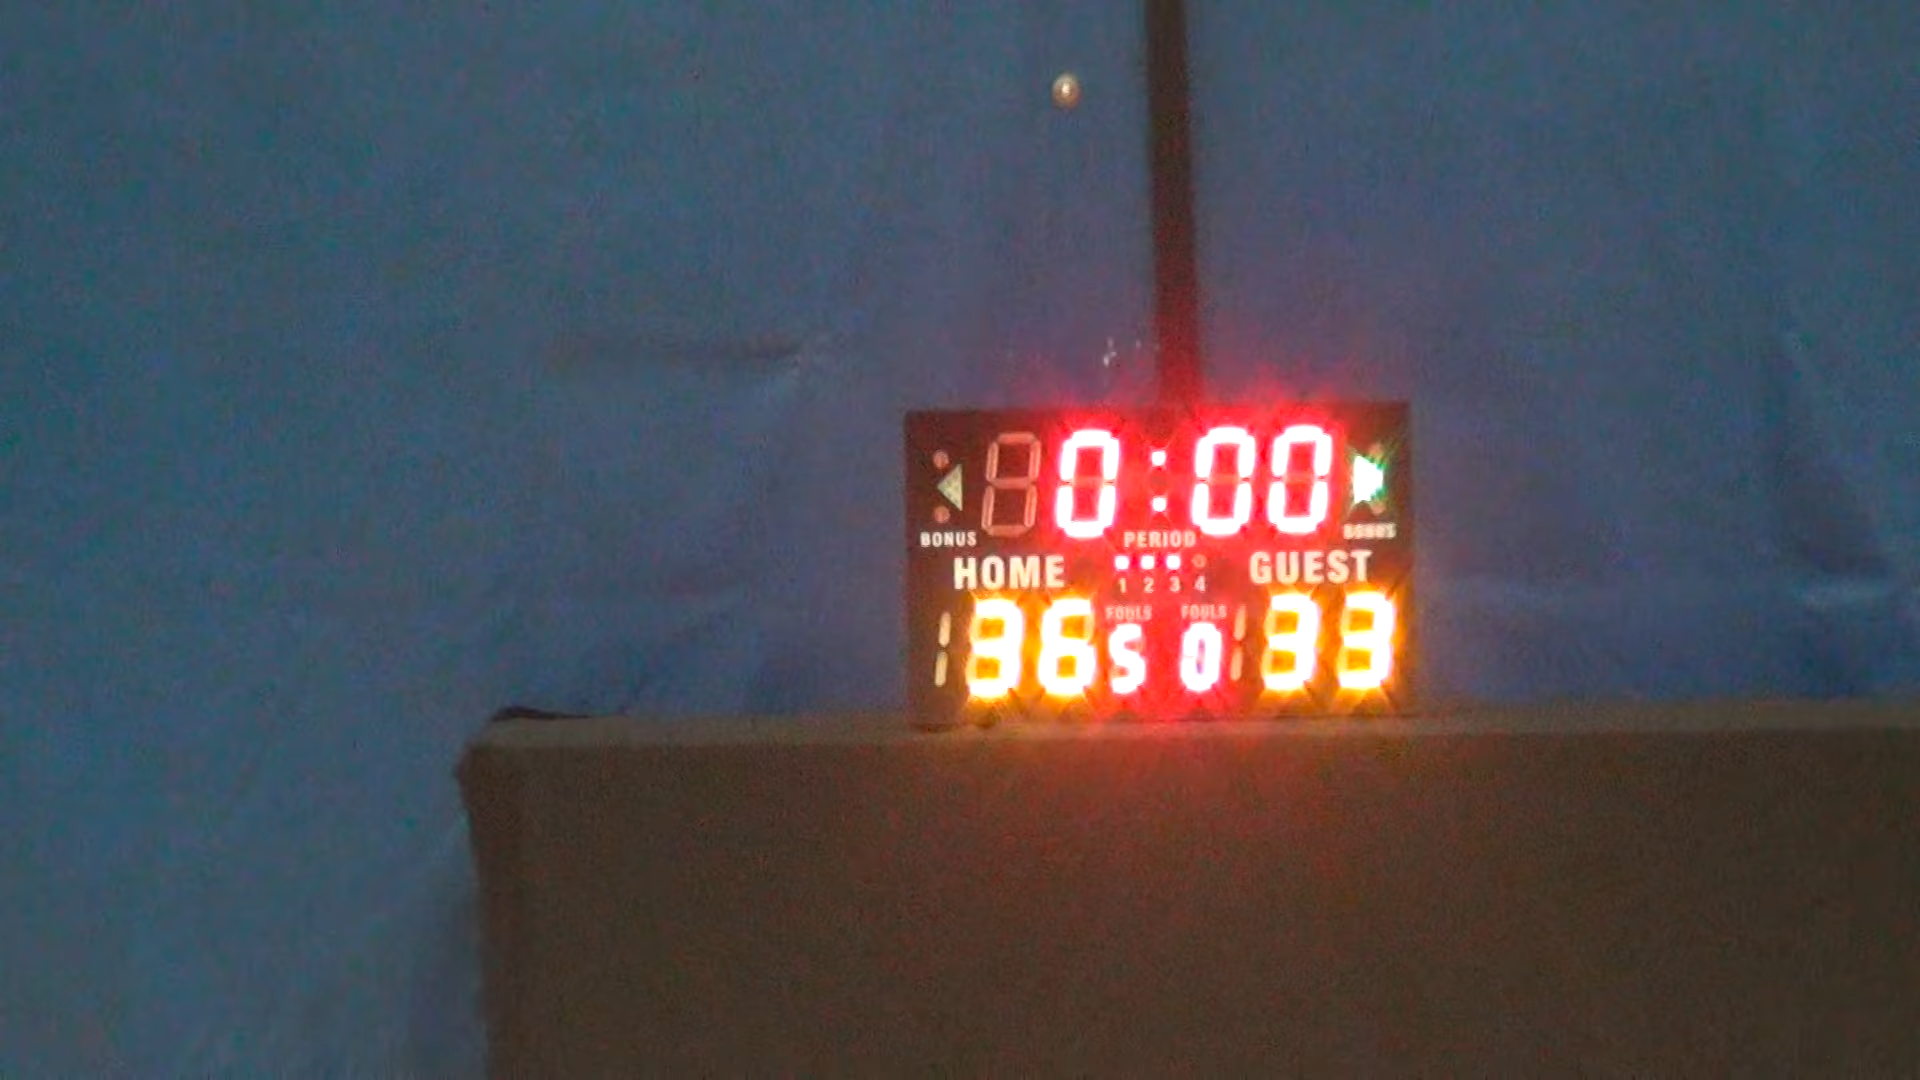 0:00
BONUS PERIOD BONUS
HOME GUEST
1 2 3 4
FOULS FOULS
36 5 0 33